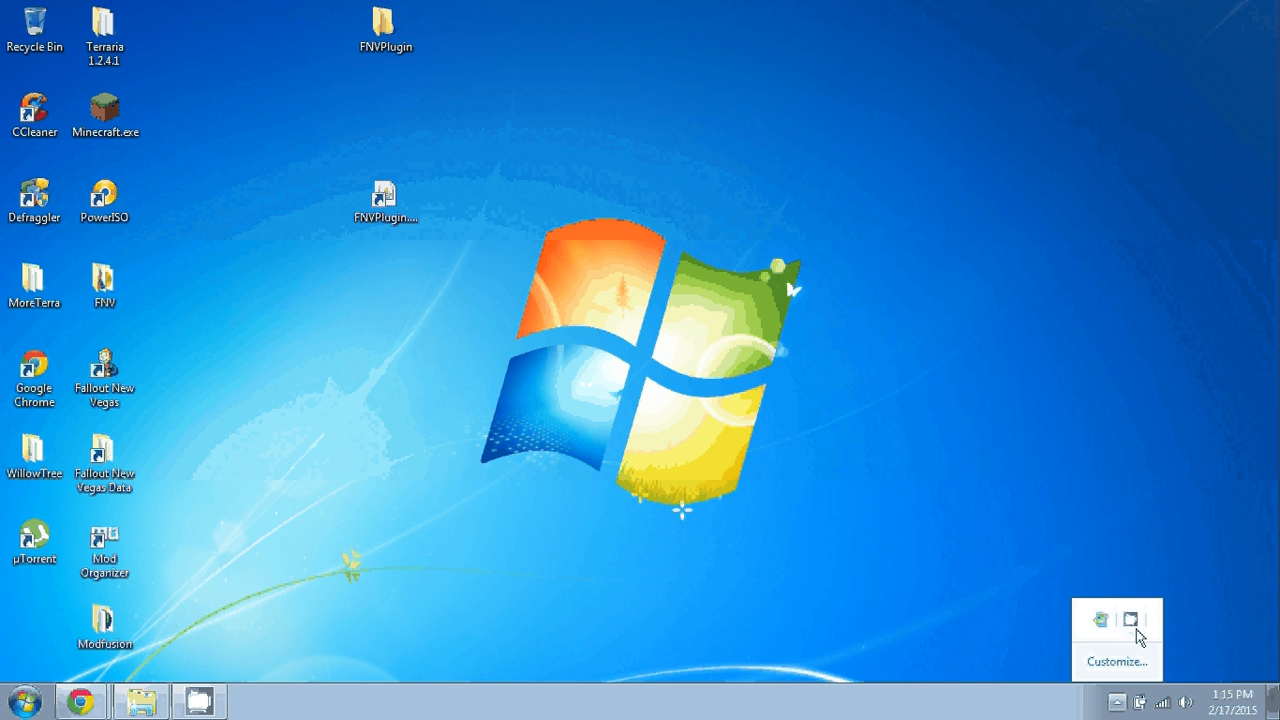 Recycle Bin
Terraria
1.2.4.1
FNVPlugin
CCleaner
Minecraft.exe
Defraggler
PowerISO
FNVPlugin....
MoreTerra
FNV
Google
Chrome
Fallout New
Vegas
WillowTree
Fallout New
Vegas Data
µTorrent
Mod
Organizer
Modfusion
Customize...
1:15 PM
2/17/2015